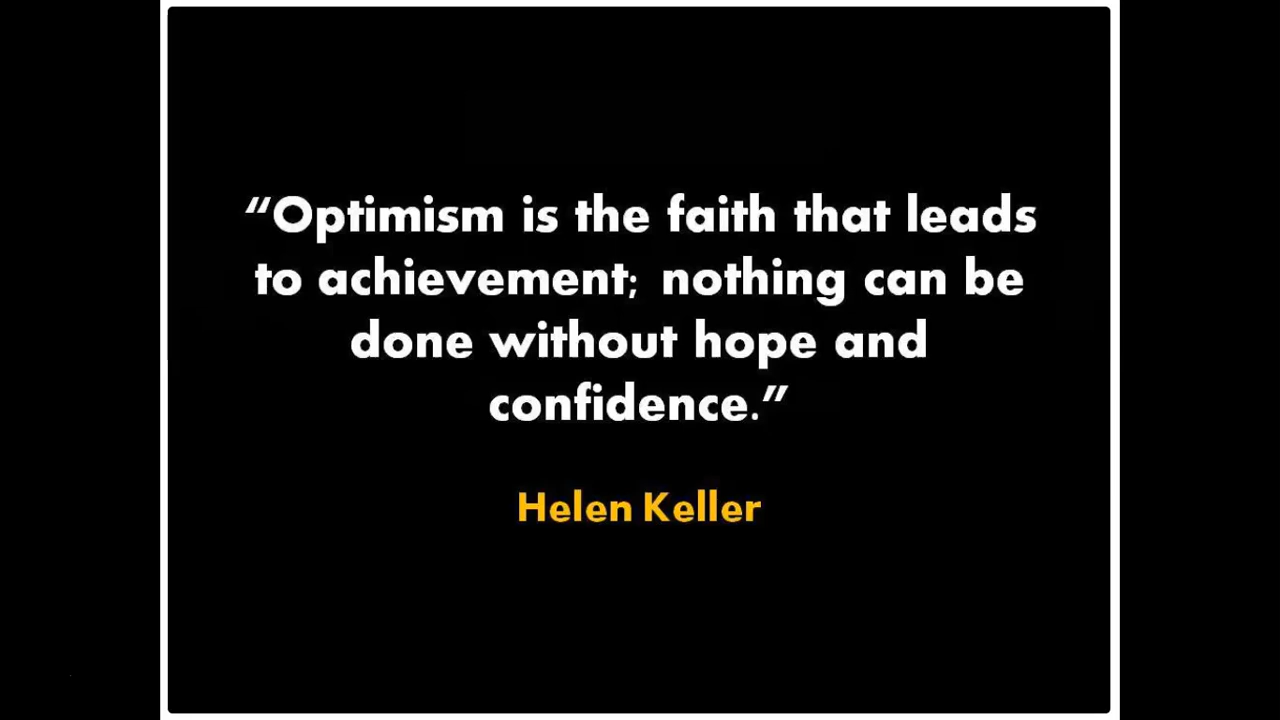 “Optimism is the faith that leads
to achievement; nothing can be
done without hope and
confidence.”
Helen Keller